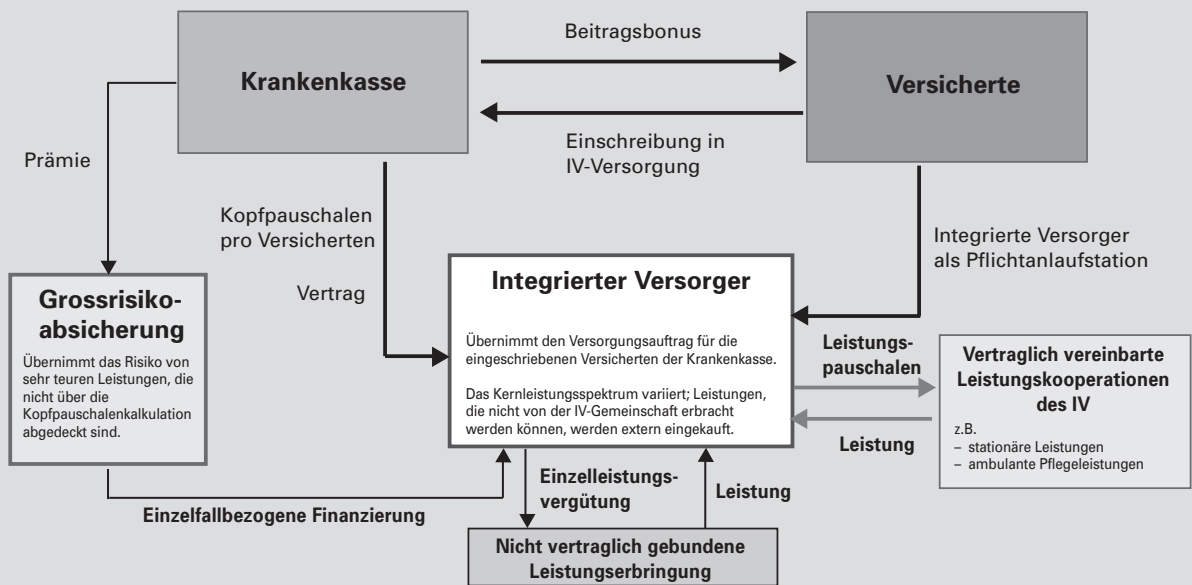 Beitragsbonus
Krankenkasse
Versicherte
Einschreibung in
IV-Versorgung
Prämie
Kopfpauschalen
pro Versicherten
Vertrag
Integrierte Versorger
als Pflichtanlaufstation
Grossrisiko-
absicherung
Übernimmt das Risiko von
sehr teuren Leistungen, die
nicht über die
Kopfpauschalenkalkulation
abgedeckt sind.
Integrierter Versorger
Übernimmt den Versorgungsauftrag für die
eingeschriebenen Versicherten der Krankenkasse.
Das Kernleistungsspektrum variiert; Leistungen,
die nicht von der IV-Gemeinschaft erbracht
werden können, werden extern eingekauft.
Leistungs-
pauschalen
Leistung
Vertraglich vereinbarte
Leistungskooperationen
des IV
z.B.
– stationäre Leistungen
– ambulante Pflegeleistungen
Einzelfallbezogene Finanzierung
Einzelleistungs-
vergütung
Leistung
Nicht vertraglich gebundene
Leistungserbringung